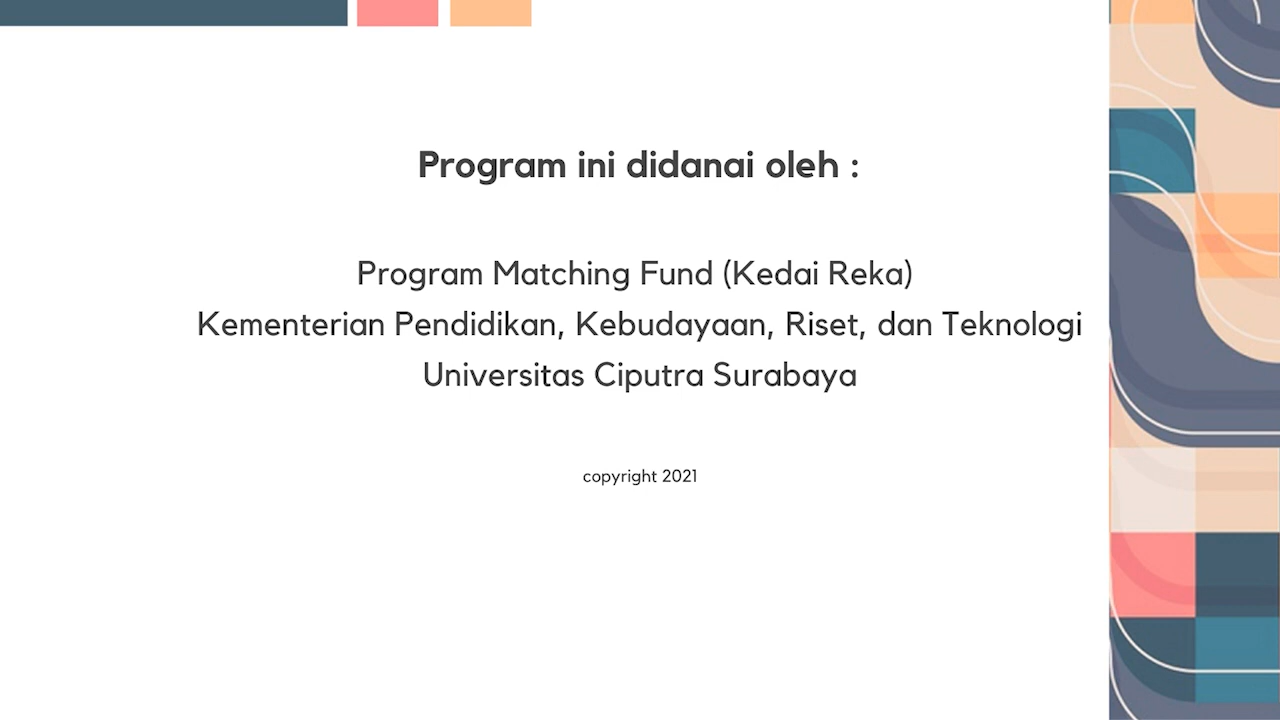 Program ini didanai oleh :
Program Matching Fund (Kedai Reka)
Kementerian Pendidikan, Kebudayaan, Riset, dan Teknologi
Universitas Ciputra Surabaya
copyright 2021